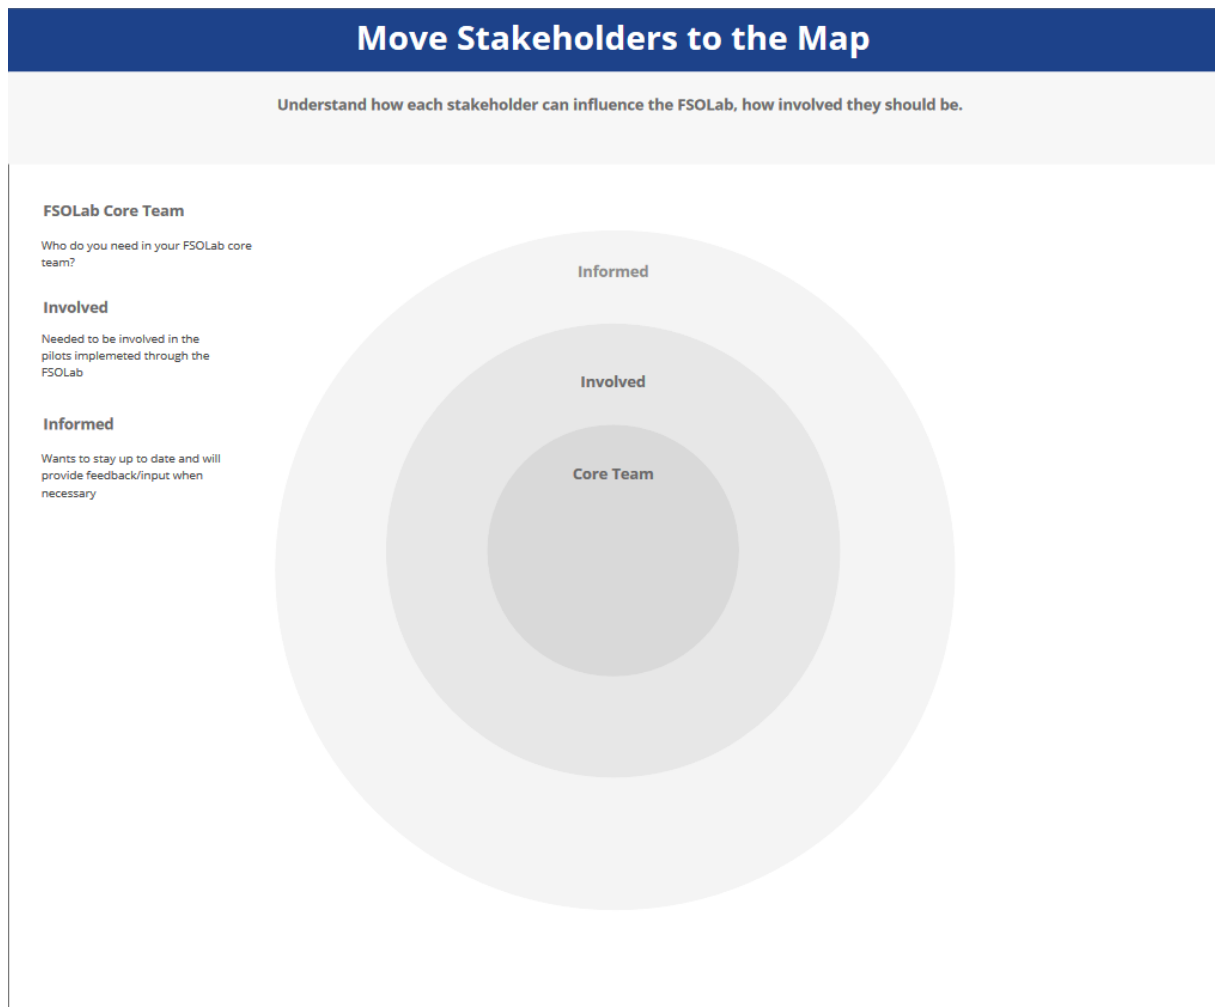 Move Stakeholders to the Map
Understand how each stakeholder can influence the FSOLab, how involved they should be.
FSOLab Core Team
Who do you need in your FSOLab core
team?
Involved
Needed to be involved in the
pilots implemeted through the
FSOLab
Informed
Wants to stay up to date and will
provide feedback/input when
necessary
Informed
Involved
Core Team